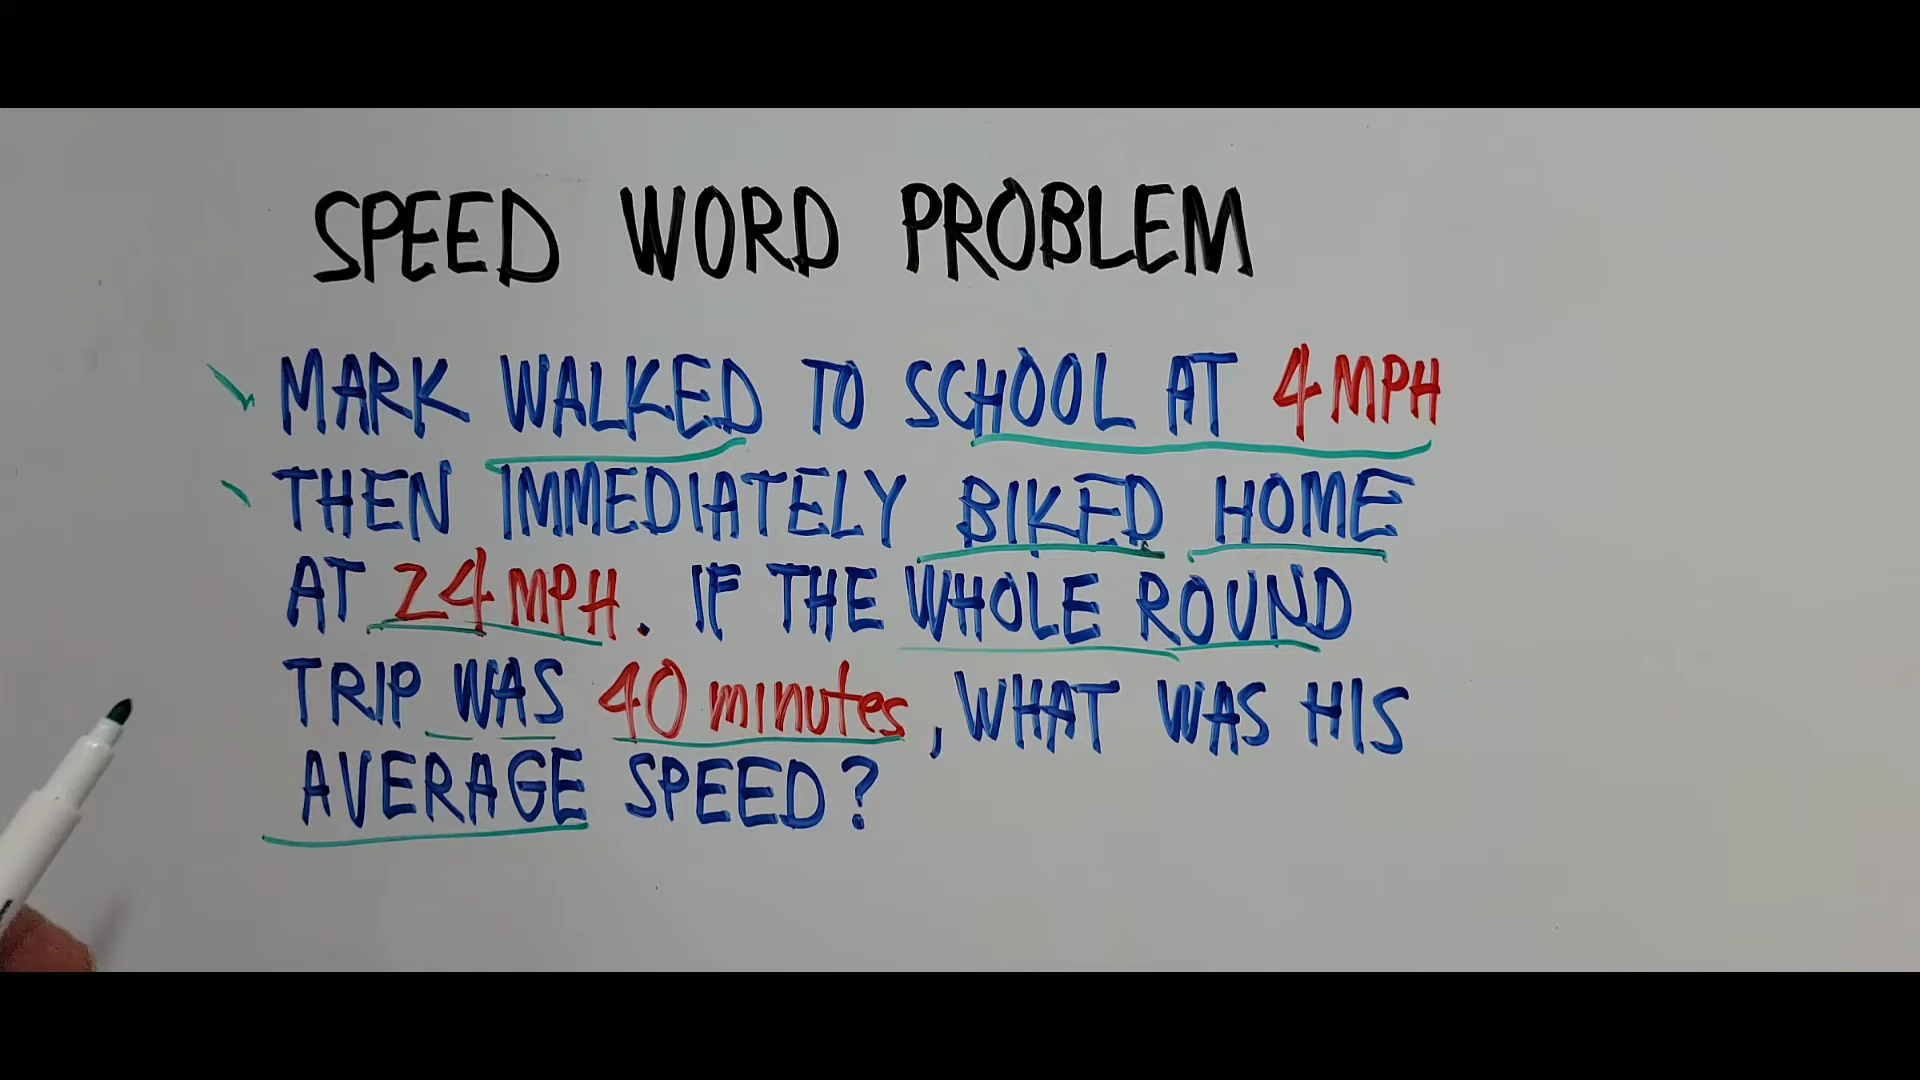 SPEED WORD PROBLEM
MARK WALKED TO SCHOOL AT 4 MPH
THEN IMMEDIATELY BIKED HOME
AT 24 MPH. IF THE WHOLE ROUND
TRIP WAS 40 minutes, WHAT WAS HIS
AVERAGE SPEED?